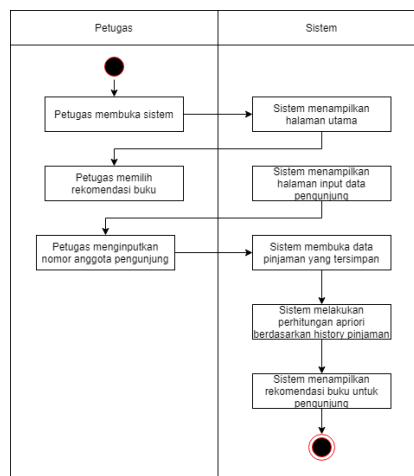 Petugas
Sistem
Petugas membuka sistem
Sistem menampilkan
halaman utama
Petugas memilih
rekomendasi buku
Sistem menampilkan
halaman input data
pengunjung
Petugas menginputkan
nomor anggota pengunjung
Sistem membuka data
pinjaman yang tersimpan
Sistem melakukan
perhitungan apriori
berdasarkan history pinjaman
Sistem menampilkan
rekomendasi buku untuk
pengunjung